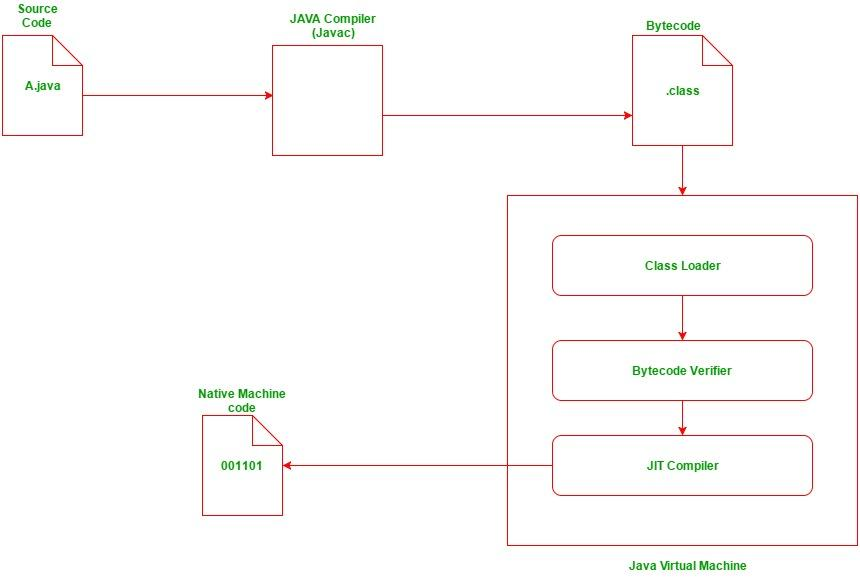 Source
Code
A.java
JAVA Compiler
(Javac)
Bytecode
.class
Class Loader
Bytecode Verifier
JIT Compiler
Java Virtual Machine
Native Machine
code
001101